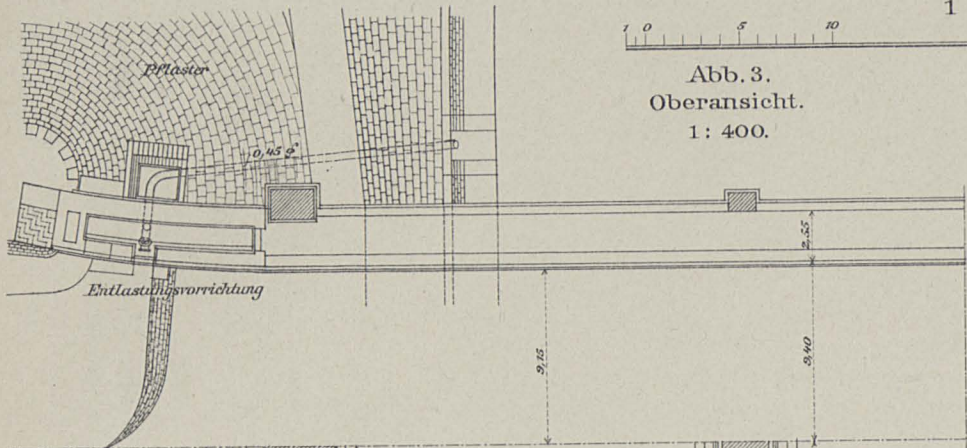 1
1 0 5 10
Abb. 3.
Oberansicht.
1 : 400.
Pflaster
0,45 g
2,55
Entlastungsvorrichtung
9,15
9,40